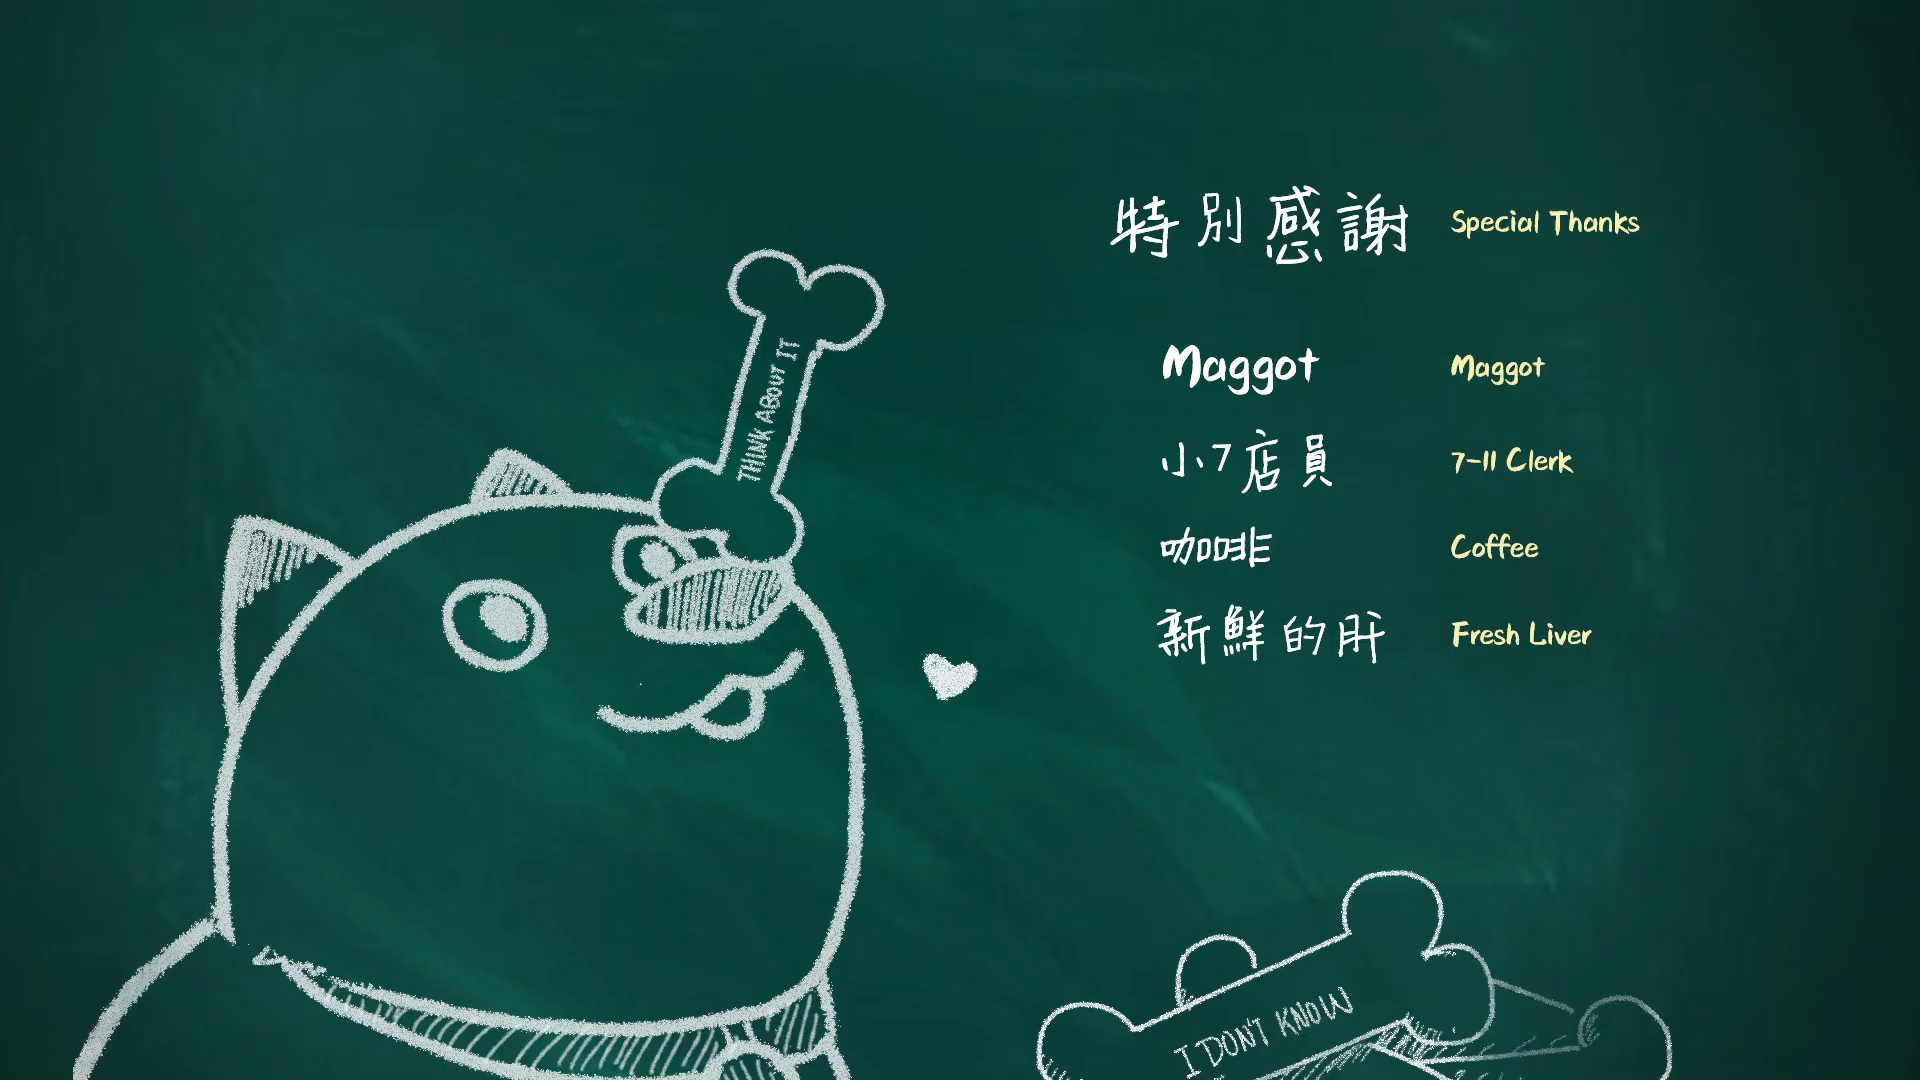 特別感謝 Special Thanks
Maggot Maggot
小7店員 7-11 Clerk
咖啡 Coffee
新鮮的肝 Fresh Liver
THINK ABOUT IT
I DON'T KNOW